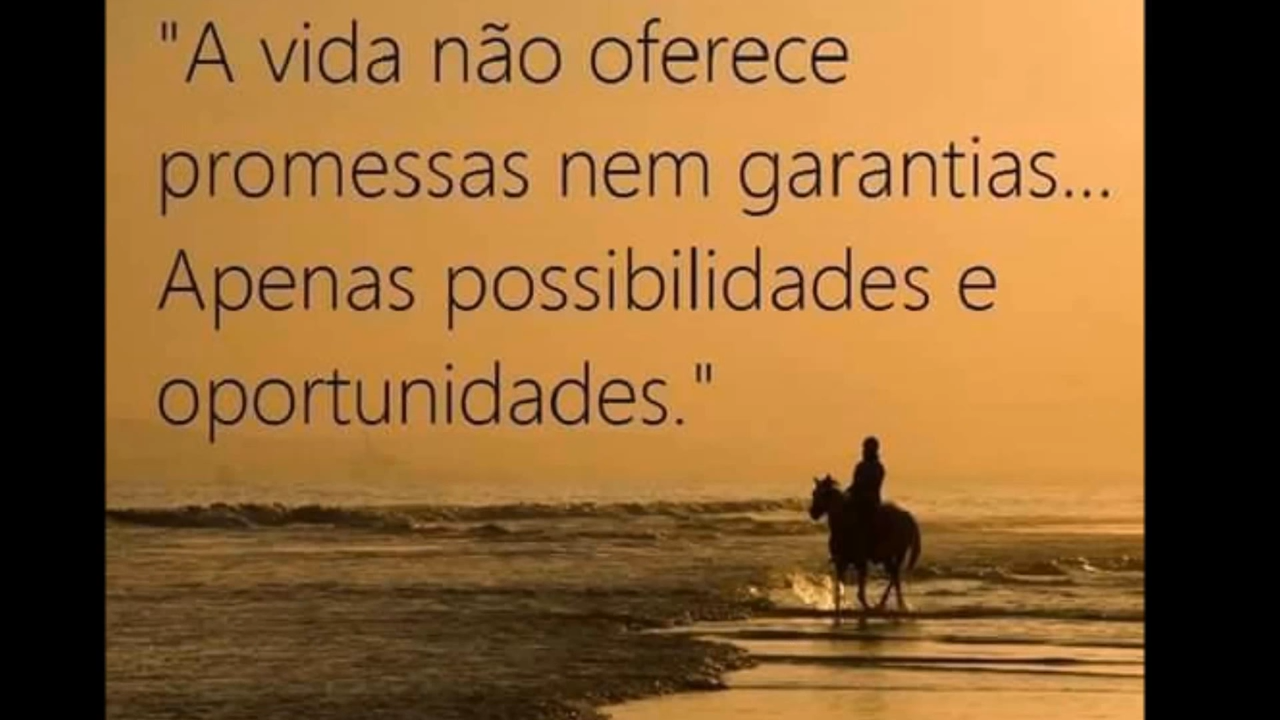 "A vida não oferece
promessas nem garantias...
Apenas possibilidades e
oportunidades."